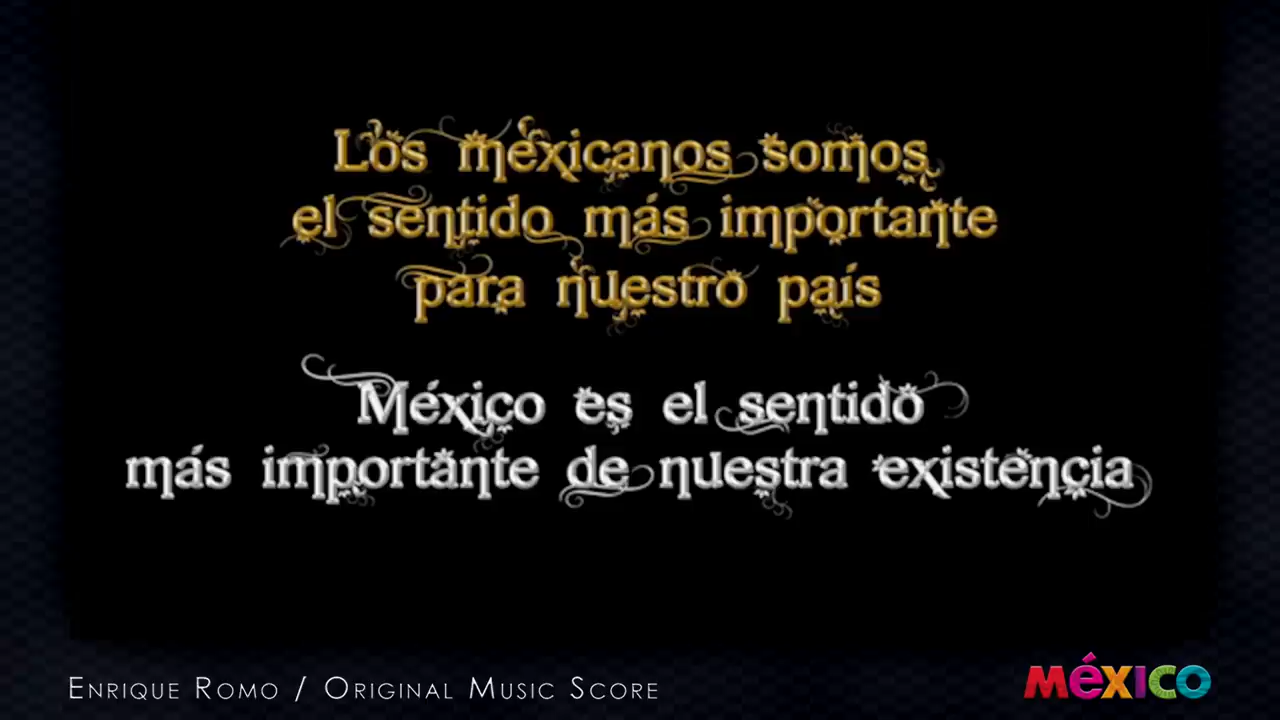 Los mexicanos somos
el sentido más importante
para nuestro país
México es el sentido
más importante de nuestra existencia
Enrique Romo / Original Music Score
México